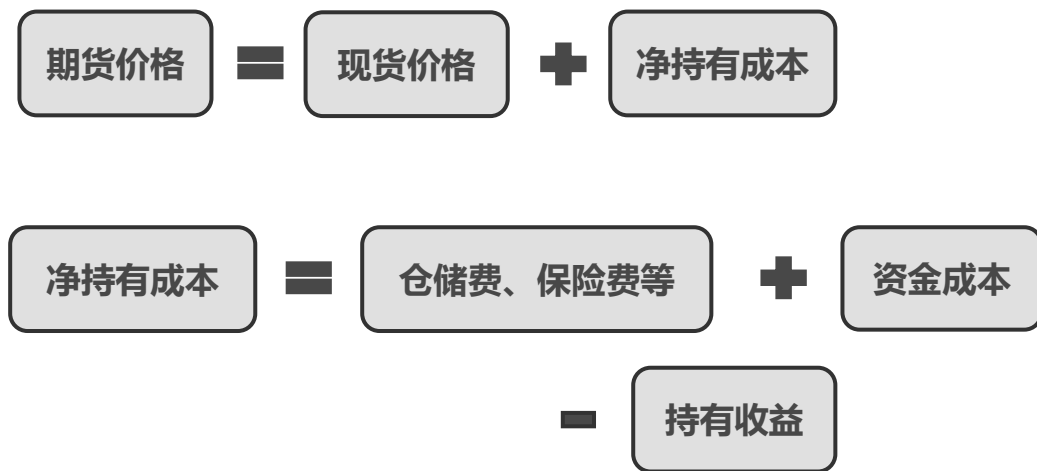 期货价格 = 现货价格 + 净持有成本
净持有成本 = 仓储费、保险费等 + 资金成本
- 持有收益